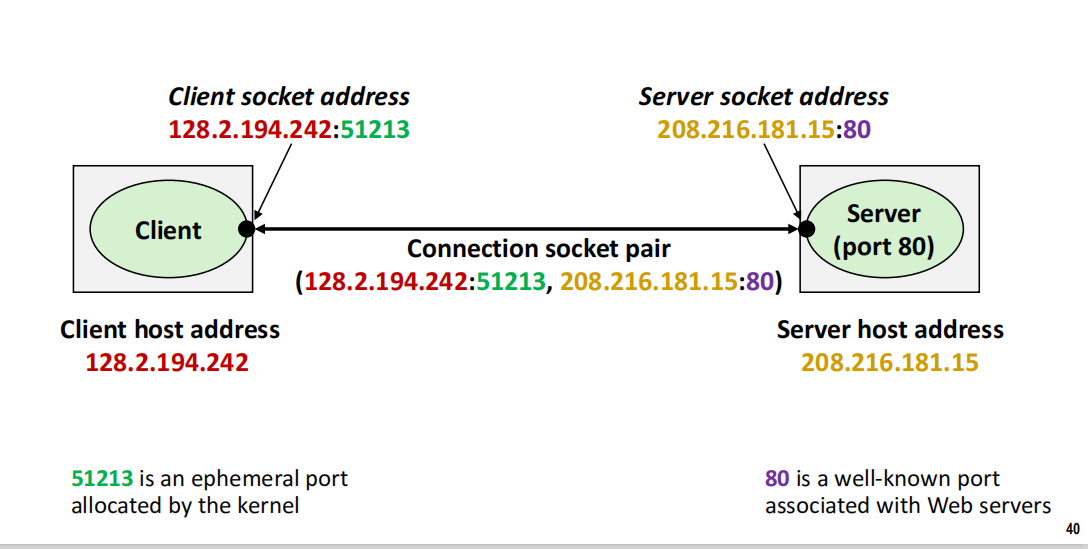 Client socket address
128.2.194.242:51213
Server socket address
208.216.181.15:80
Client
Server
(port 80)
Connection socket pair
(128.2.194.242:51213, 208.216.181.15:80)
Client host address
128.2.194.242
Server host address
208.216.181.15
51213 is an ephemeral port
allocated by the kernel
80 is a well-known port
associated with Web servers
40